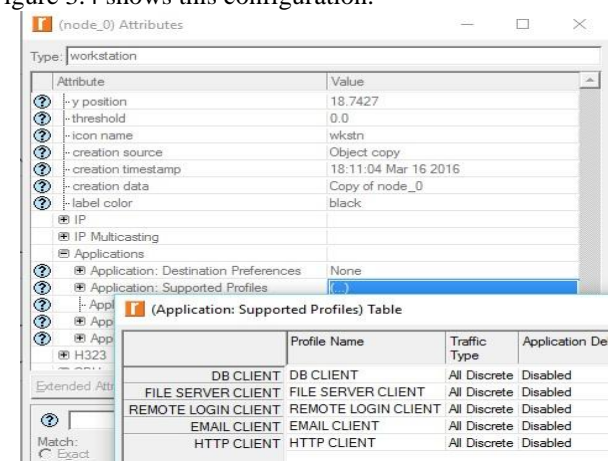 igure 3.4 shows this configuration.
(node_0) Attributes
Type: workstation
Attribute Value
y position 18.7427
threshold 0.0
icon name wkstn
creation source Object copy
creation timestamp 18:11:04 Mar 16 2016
creation data Copy of node_0
label color black
IP
IP Multicasting
Applications
Application: Destination Preferences None
Application: Supported Profiles (...)
Appl
App
App
H323
(Application: Supported Profiles) Table
Profile Name Traffic Type Application De
DB CLIENT DB CLIENT All Discrete Disabled
FILE SERVER CLIENT FILE SERVER CLIENT All Discrete Disabled
REMOTE LOGIN CLIENT REMOTE LOGIN CLIENT All Discrete Disabled
EMAIL CLIENT EMAIL CLIENT All Discrete Disabled
HTTP CLIENT HTTP CLIENT All Discrete Disabled
Extended Attr
Match:
Exact